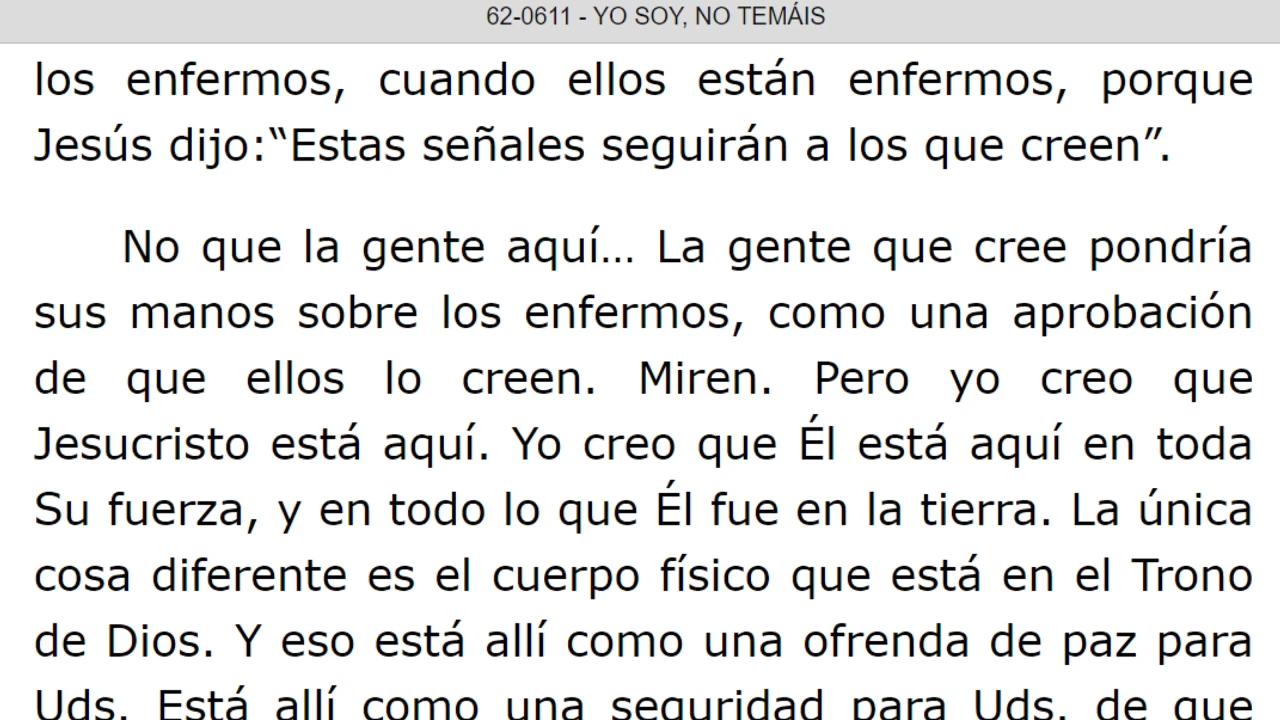 62-0611 - YO SOY, NO TEMÁIS
los enfermos, cuando ellos están enfermos, porque
Jesús dijo:“Estas señales seguirán a los que creen”.
No que la gente aquí… La gente que cree pondría
sus manos sobre los enfermos, como una aprobación
de que ellos lo creen. Miren. Pero yo creo que
Jesucristo está aquí. Yo creo que Él está aquí en toda
Su fuerza, y en todo lo que Él fue en la tierra. La única
cosa diferente es el cuerpo físico que está en el Trono
de Dios. Y eso está allí como una ofrenda de paz para
Uds. Está allí como una seguridad para Uds. de que